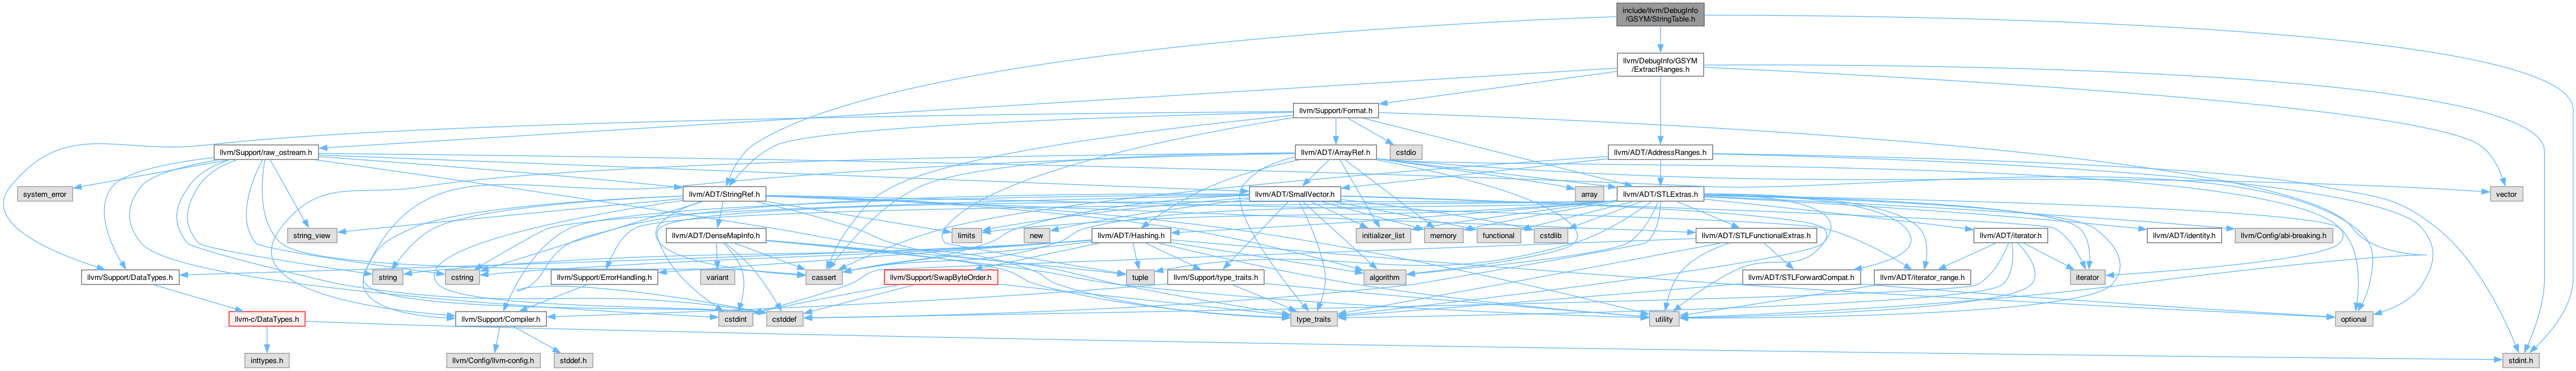 include/llvm/DebugInfo
/GSYM/StringTable.h
llvm/DebugInfo/GSYM
/ExtractRanges.h
llvm/Support/Format.h
llvm/Support/raw_ostream.h
llvm/ADT/ArrayRef.h
cstdio
llvm/ADT/AddressRanges.h
system_error
llvm/ADT/StringRef.h
llvm/ADT/SmallVector.h
array
llvm/ADT/STLExtras.h
vector
string_view
llvm/ADT/DenseMapInfo.h
limits
new
llvm/ADT/Hashing.h
initializer_list
memory
functional
cstdlib
llvm/ADT/STLFunctionalExtras.h
llvm/ADT/iterator.h
llvm/ADT/identity.h
llvm/Config/abi-breaking.h
llvm/Support/DataTypes.h
string
cstring
llvm/Support/ErrorHandling.h
variant
cassert
llvm/Support/SwapByteOrder.h
tuple
llvm/Support/type_traits.h
algorithm
llvm/ADT/STLForwardCompat.h
llvm/ADT/iterator_range.h
iterator
llvm-c/DataTypes.h
llvm/Support/Compiler.h
cstdint
cstddef
type_traits
utility
optional
inttypes.h
llvm/Config/llvm-config.h
stddef.h
stdint.h